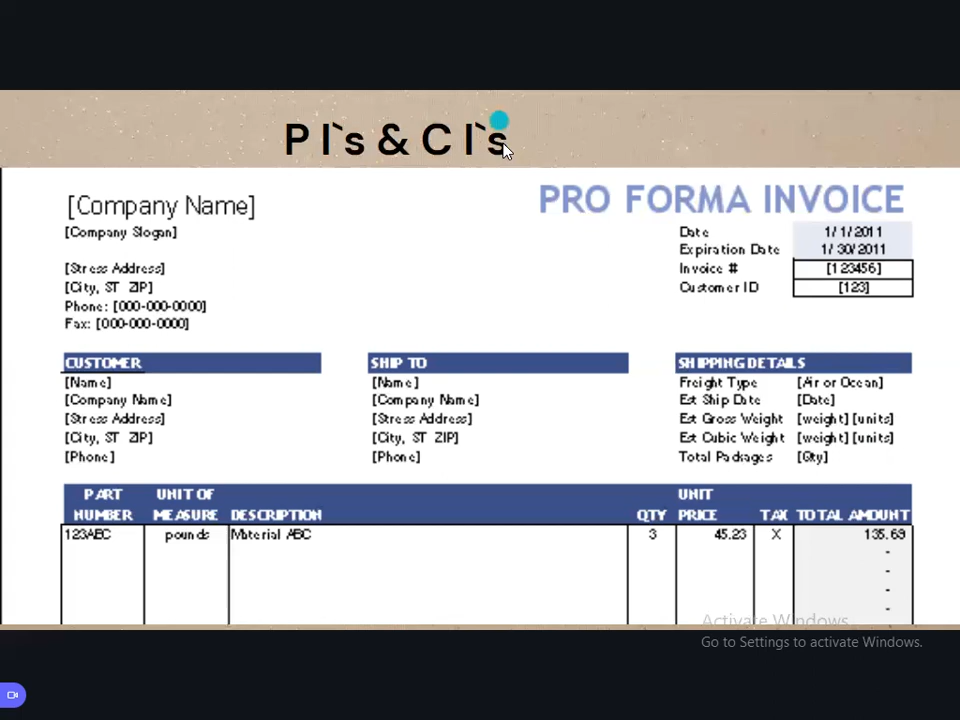 P I`s & C I`s
[Company Name]
PRO FORMA INVOICE
[Company Slogan]
Date 1/1/2011
Expiration Date 1/30/2011
[Stress Address]
Invoice # [123456]
[City, ST ZIP]
Customer ID [123]
Phone: [000-000-0000]
Fax: [000-000-0000]
CUSTOMER SHIP TO SHIPPING DETAILS
[Name] [Name] Freight Type [Air or Ocean]
[Company Name] [Company Name] Est Ship Date [Date]
[Stress Address] [Stress Address] Est Gross Weight [weight] [units]
[City, ST ZIP] [City, ST ZIP] Est Cubic Weight [weight] [units]
[Phone] [Phone] Total Packages [Qty]
PART UNIT OF UNIT
NUMBER MEASURE DESCRIPTION QTY PRICE TAX TOTAL AMOUNT
123ABC pounds Material ABC 3 45.23 X 135.69
-
-
-
-
Activate Windows
Go to Settings to activate Windows.